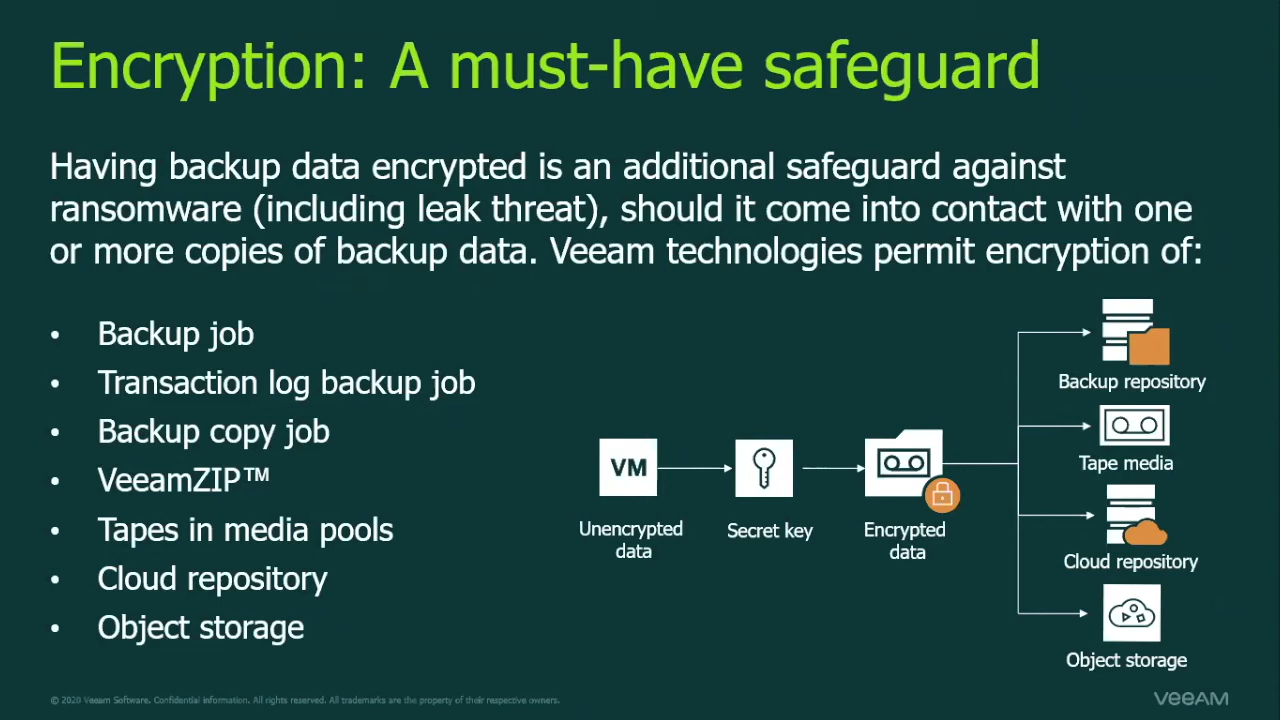 Encryption: A must-have safeguard
Having backup data encrypted is an additional safeguard against
ransomware (including leak threat), should it come into contact with one
or more copies of backup data. Veeam technologies permit encryption of:
• Backup job
• Transaction log backup job
• Backup copy job
• VeeamZIP™
• Tapes in media pools
• Cloud repository
• Object storage
VM
Unencrypted
data
Secret key
Encrypted
data
Backup repository
Tape media
Cloud repository
Object storage
© 2020 Veeam Software. Confidential information. All rights reserved. All trademarks are the property of their respective owners.
VEEAM